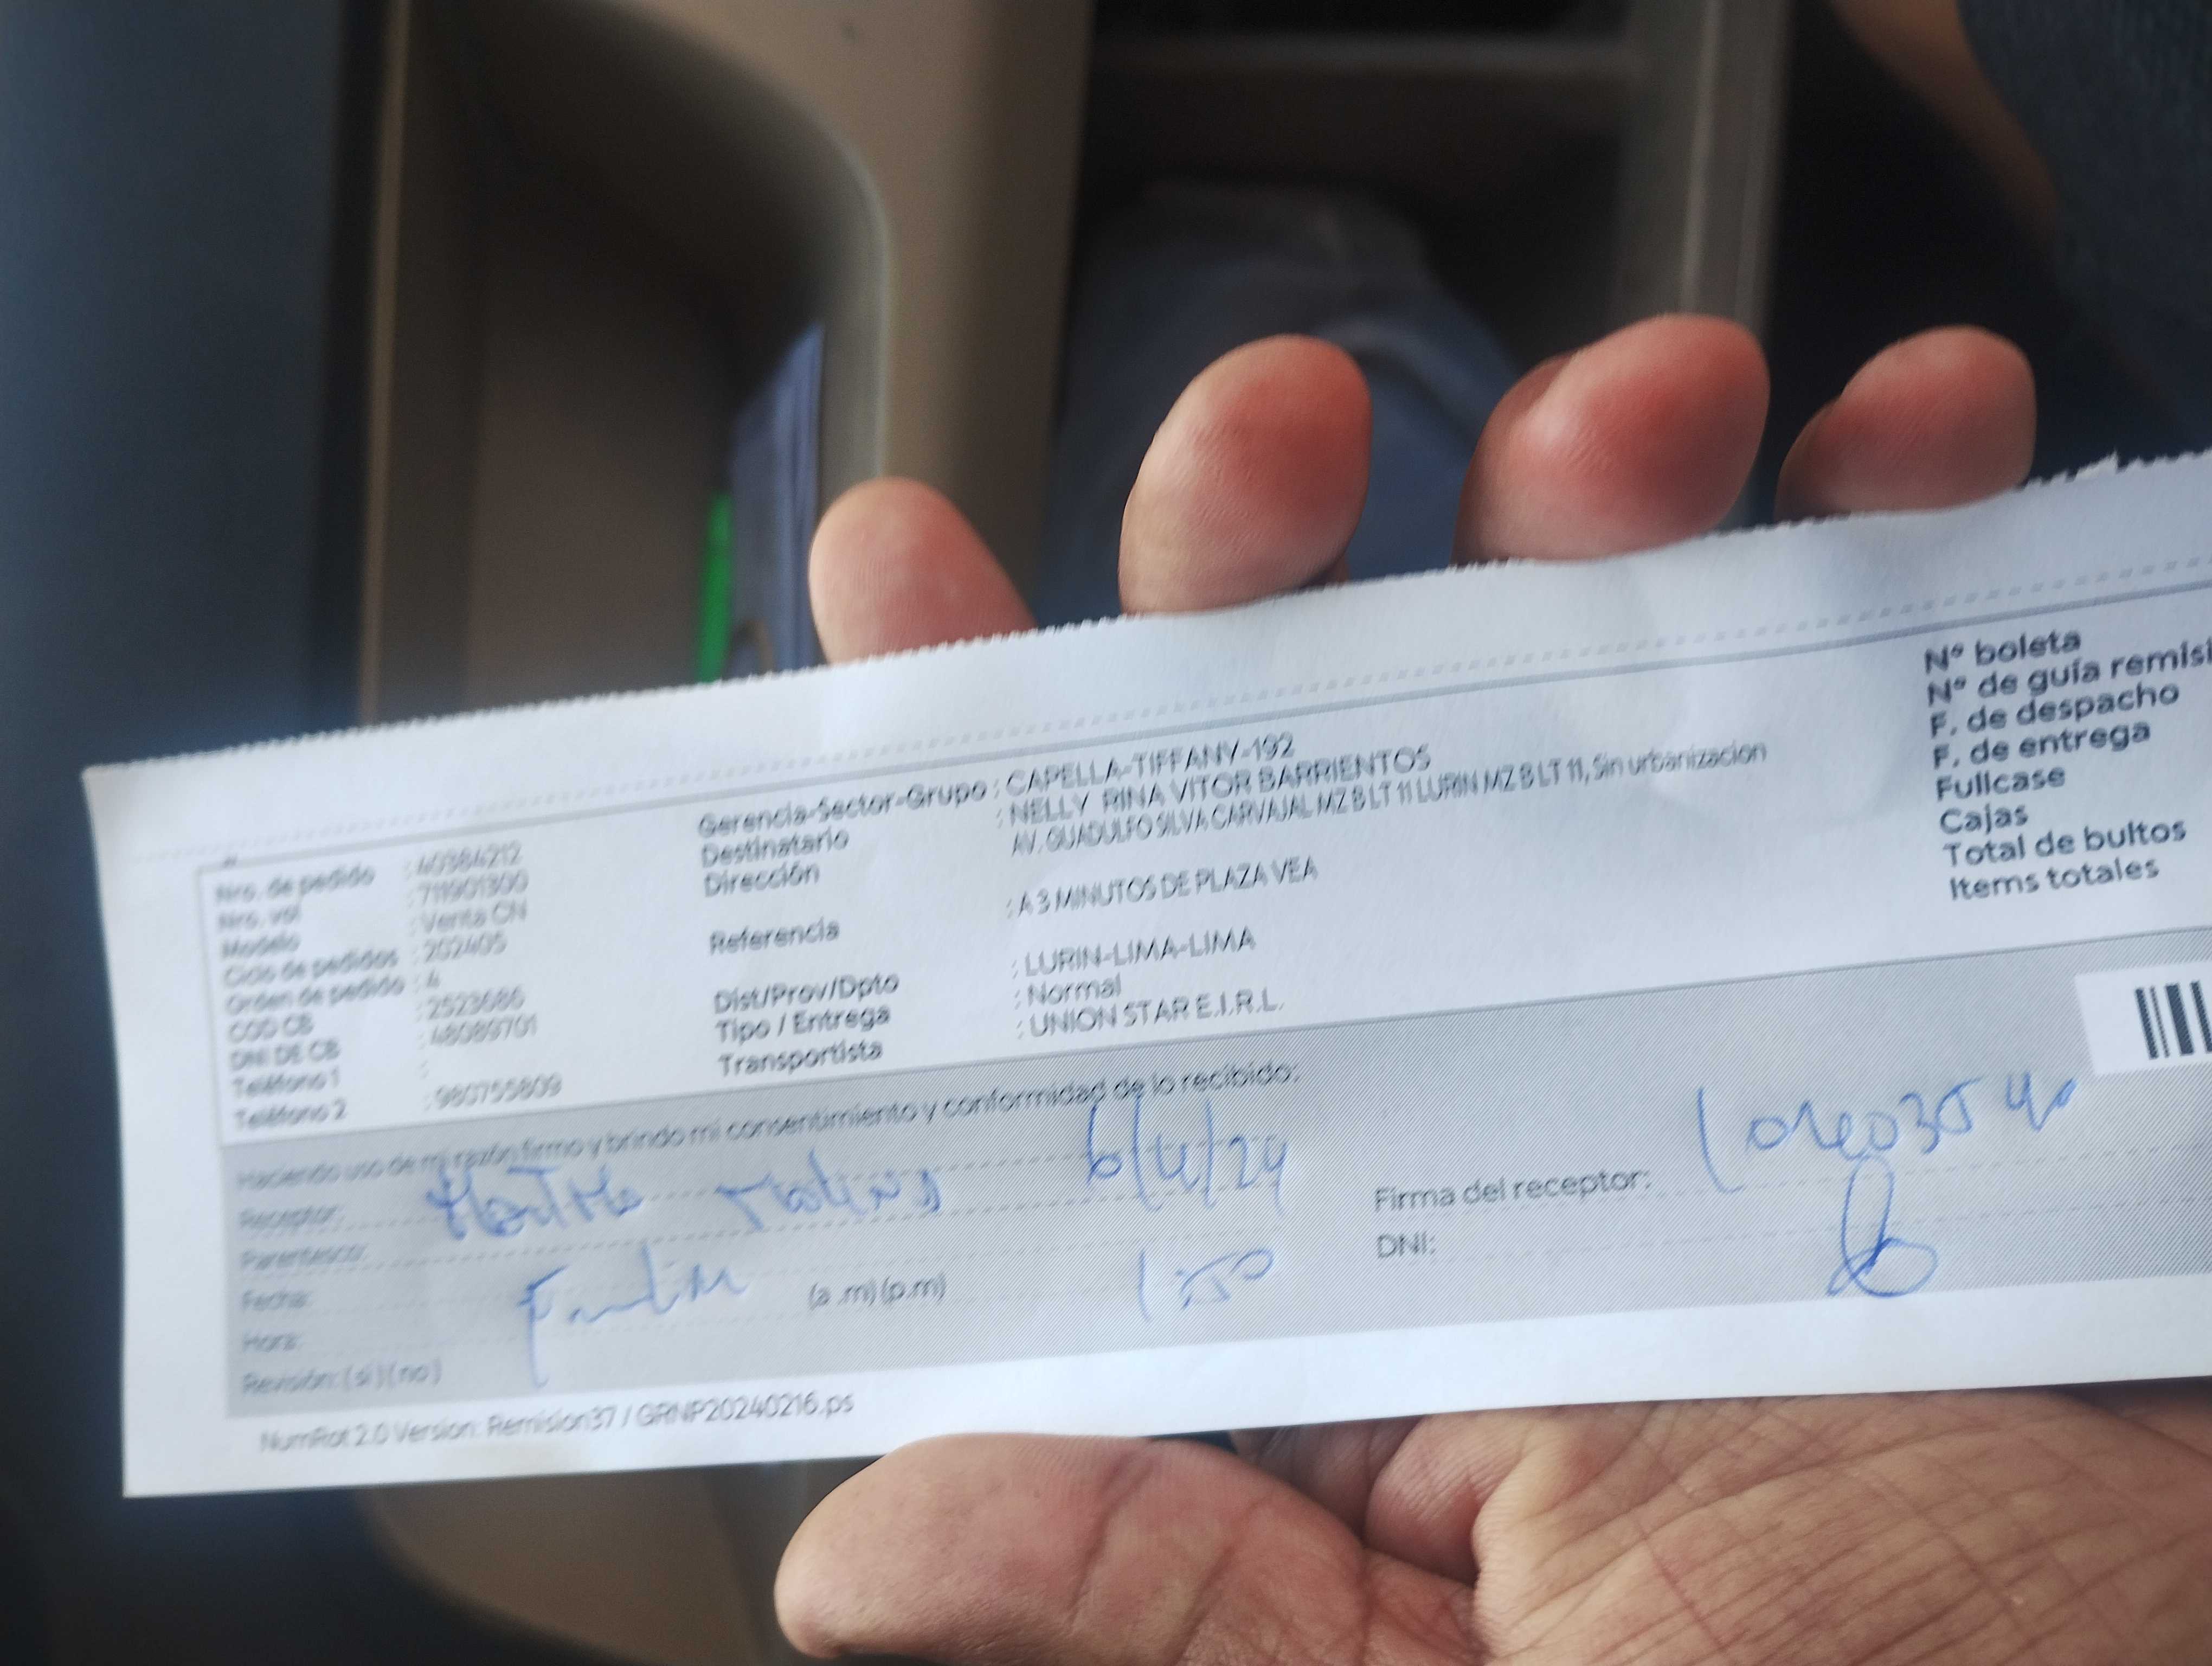 Nro. de pedido : 40384212
Nro. vol : 711901300
Modelo : Venta CN
Ciclo de pedidos : 202405
Orden de pedido : 4
COD CB : 2523686
DNI DE CB : 48089701
Teléfono 1 :
Teléfono 2 : 980755809
Gerencia-Sector-Grupo : CAPELLA-TIFFANY-192
Destinatario : NELLY RINA VITOR BARRIENTOS
Dirección : AV. GUADULFO SILVA CARVAJAL MZ B LT 11 LURIN MZ B LT 11, Sin urbanizacion
Referencia : A 3 MINUTOS DE PLAZA VEA
Dist/Prov/Dpto : LURIN-LIMA-LIMA
Tipo / Entrega : Normal
Transportista : UNION STAR E.I.R.L.
N° boleta
N° de guía remisi
F. de despacho
F. de entrega
Fullcase
Cajas
Total de bultos
Items totales
Haciendo uso de mi razón firmo y brindo mi consentimiento y conformidad de lo recibido:
Receptor: 6/4/24
Parentesco:
Fecha:
Hora: (a .m) (p.m) 1:50
Revisión: (si) (no)
Firma del receptor:
DNI:
NumRot 2.0 Version: Remision37 / GRNP20240216.ps